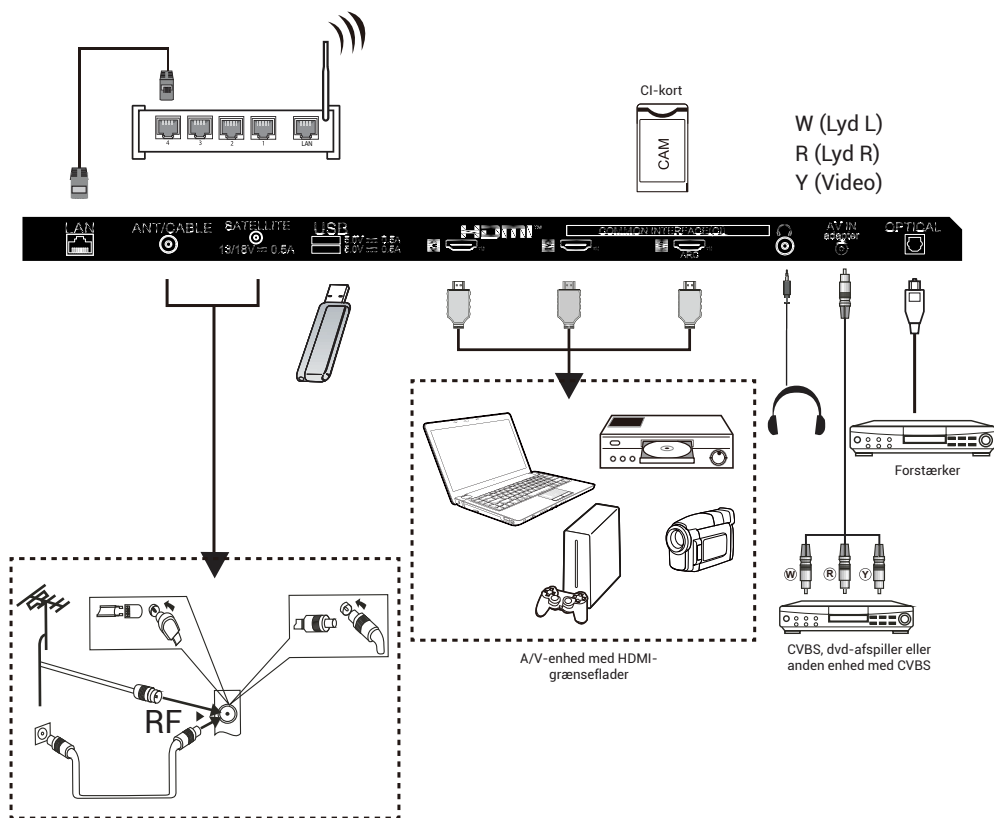 CI-kort
CAM
W (Lyd L)
R (Lyd R)
Y (Video)
4 3 2 1 LAN
LAN
ANT/CABLE
SATELLITE
13/18V 0.5A
USB
HDMI™
COMMON INTERFACE(CI)
ARC
AV IN
adapter
OPTICAL
Forstærker
W R Y
A/V-enhed med HDMI-
grænseflader
CVBS, dvd-afspiller eller
anden enhed med CVBS
RF